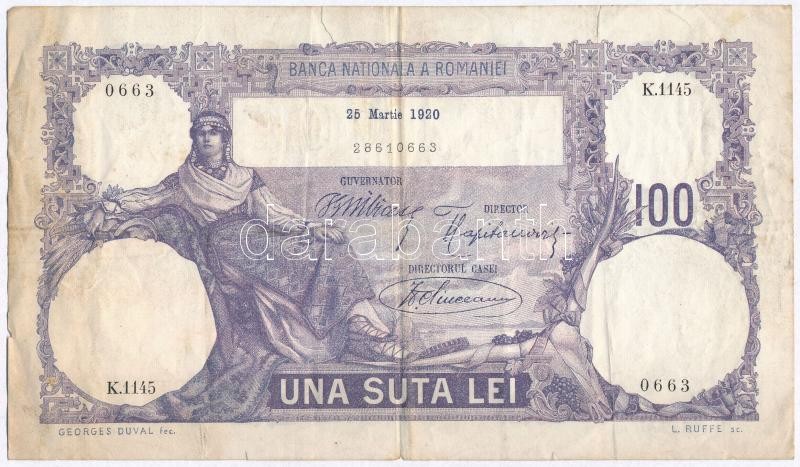 BANCA NATIONALA A ROMANIEI
0663
K.1145
25 Martie 1920
28610663
GUVERNATOR
DIRECTOR
100
darabanth
DIRECTORUL CASEI
K.1145
0663
UNA SUTA LEI
GEORGES DUVAL fec.
L. RUFFE sc.